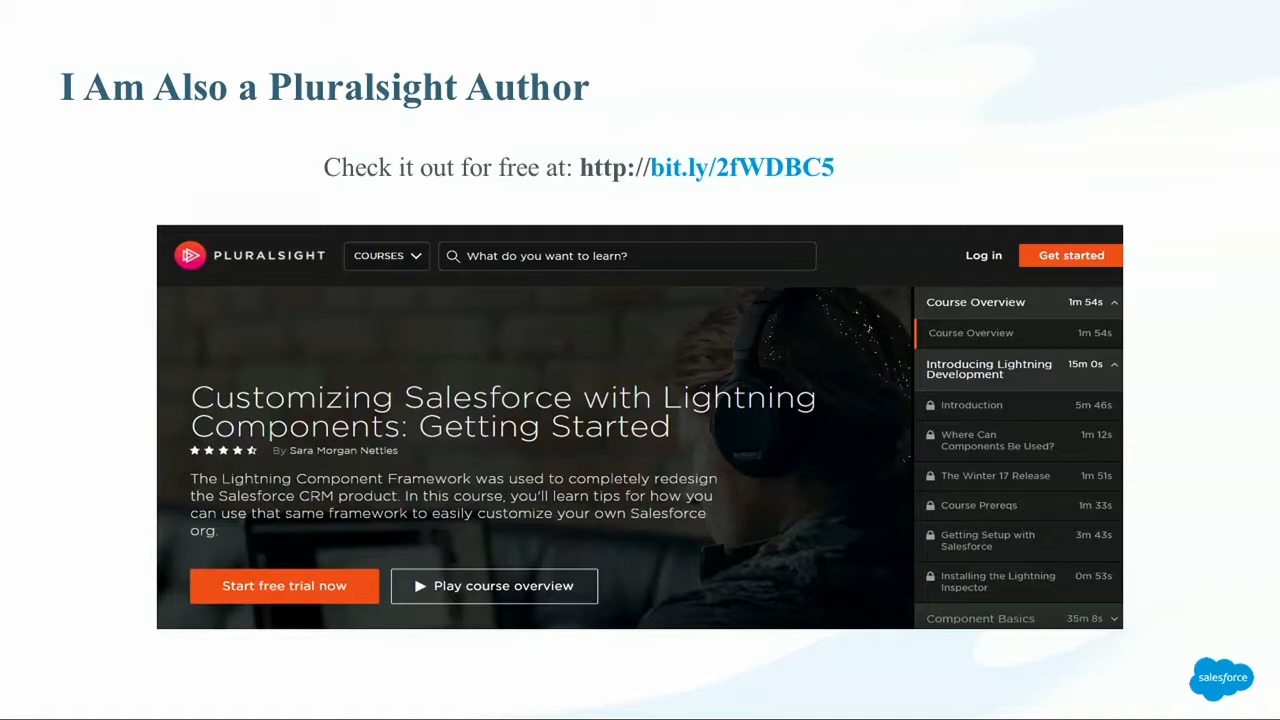 I Am Also a Pluralsight Author
Check it out for free at: http://bit.ly/2fWDBC5
PLURALSIGHT
COURSES
What do you want to learn?
Log in
Get started
Customizing Salesforce with Lightning
Components: Getting Started
By Sara Morgan Nettles
The Lightning Component Framework was used to completely redesign
the Salesforce CRM product. In this course, you'll learn tips for how you
can use that same framework to easily customize your own Salesforce
org.
Start free trial now
Play course overview
Course Overview 1m 54s
Course Overview 1m 54s
Introducing Lightning 15m 0s
Development
Introduction 5m 46s
Where Can 1m 12s
Components Be Used?
The Winter 17 Release 1m 51s
Course Prereqs 1m 33s
Getting Setup with 3m 43s
Salesforce
Installing the Lightning 0m 53s
Inspector
Component Basics 35m 8s
salesforce